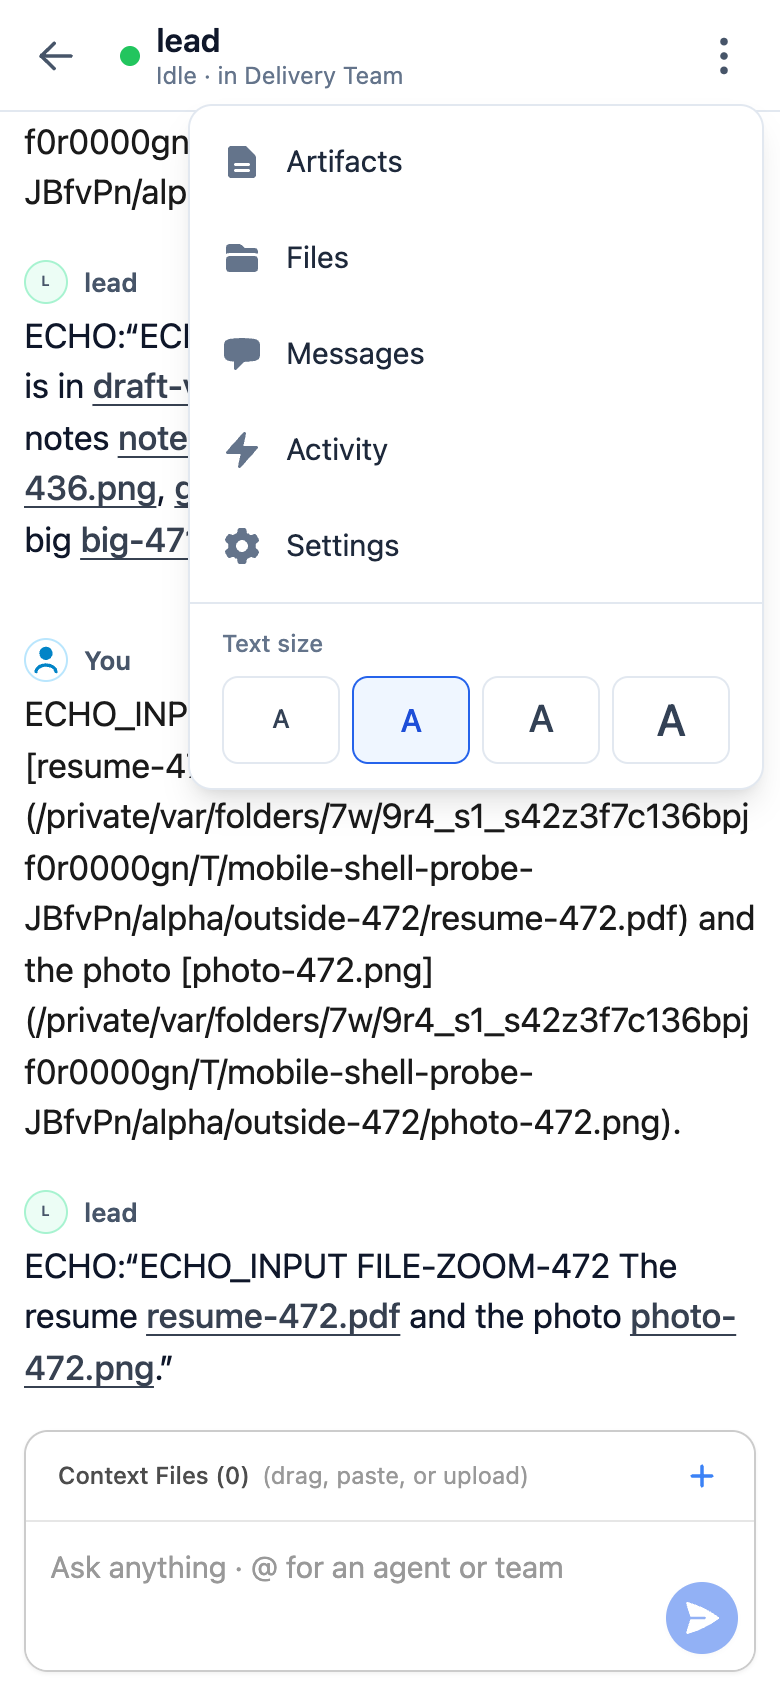 lead
Idle · in Delivery Team
f0r0000gn
JBfvPn/alp
Artifacts
Files
Messages
Activity
Settings
Text size
A
A
A
A
L
lead
ECHO:“ECH
is in draft-v
notes note
436.png, g
big big-471
You
ECHO_INP
[resume-47
(/private/var/folders/7w/9r4_s1_s42z3f7c136bpj
f0r0000gn/T/mobile-shell-probe-
JBfvPn/alpha/outside-472/resume-472.pdf) and
the photo [photo-472.png]
(/private/var/folders/7w/9r4_s1_s42z3f7c136bpj
f0r0000gn/T/mobile-shell-probe-
JBfvPn/alpha/outside-472/photo-472.png).
L
lead
ECHO:“ECHO_INPUT FILE-ZOOM-472 The
resume resume-472.pdf and the photo photo-
472.png.”
Context Files (0) (drag, paste, or upload)
Ask anything · @ for an agent or team